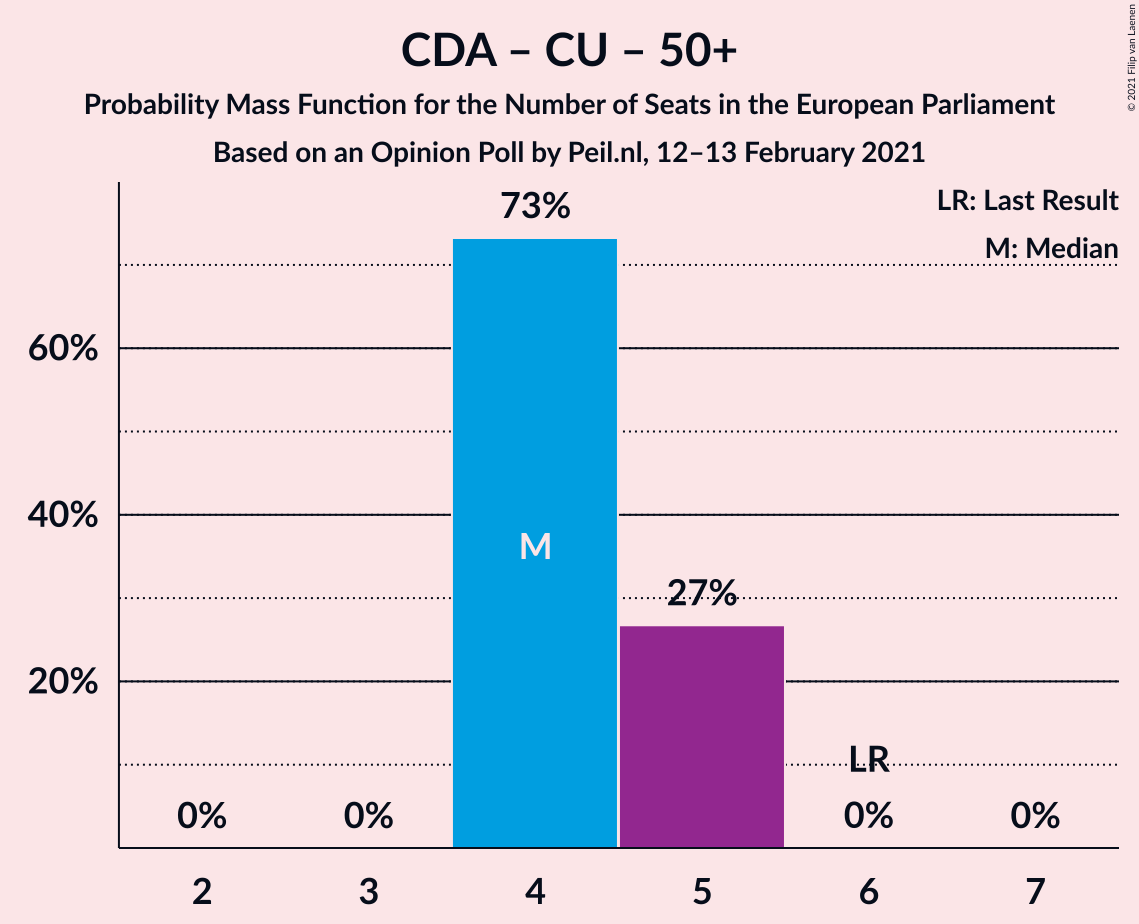 CDA – CU – 50+
Probability Mass Function for the Number of Seats in the European Parliament
Based on an Opinion Poll by Peil.nl, 12–13 February 2021
© 2021 Filip van Laenen
LR: Last Result
M: Median
73%
60%
40%
M
27%
20%
LR
0% 0% 0% 0%
2 3 4 5 6 7